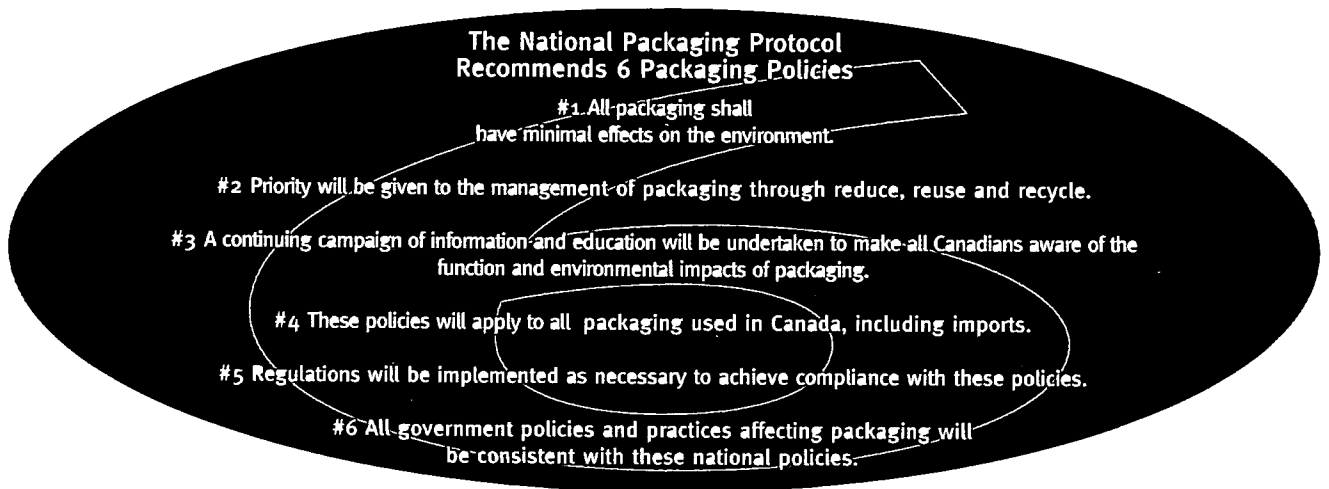 The National Packaging Protocol
Recommends 6 Packaging Policies
#1 All packaging shall
have minimal effects on the environment.
#2 Priority will be given to the management of packaging through reduce, reuse and recycle.
#3 A continuing campaign of information and education will be undertaken to make all Canadians aware of the
function and environmental impacts of packaging.
#4 These policies will apply to all packaging used in Canada, including imports.
#5 Regulations will be implemented as necessary to achieve compliance with these policies.
#6 All government policies and practices affecting packaging will
be consistent with these national policies.